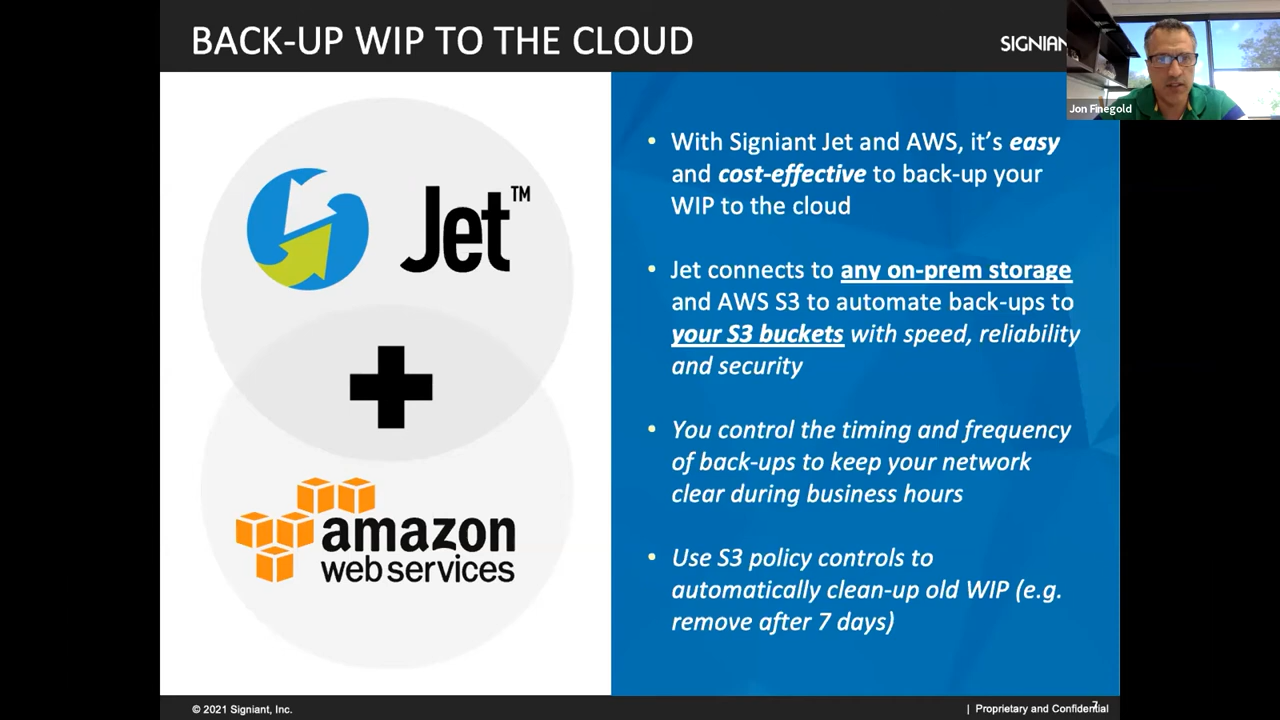 BACK-UP WIP TO THE CLOUD
SIGNIAN
Jon Finegold
Jet™
amazon
web services
• With Signiant Jet and AWS, it's easy
and cost-effective to back-up your
WIP to the cloud
• Jet connects to any on-prem storage
and AWS S3 to automate back-ups to
your S3 buckets with speed, reliability
and security
• You control the timing and frequency
of back-ups to keep your network
clear during business hours
• Use S3 policy controls to
automatically clean-up old WIP (e.g.
remove after 7 days)
© 2021 Signiant, Inc.
| Proprietary and Confidential
7